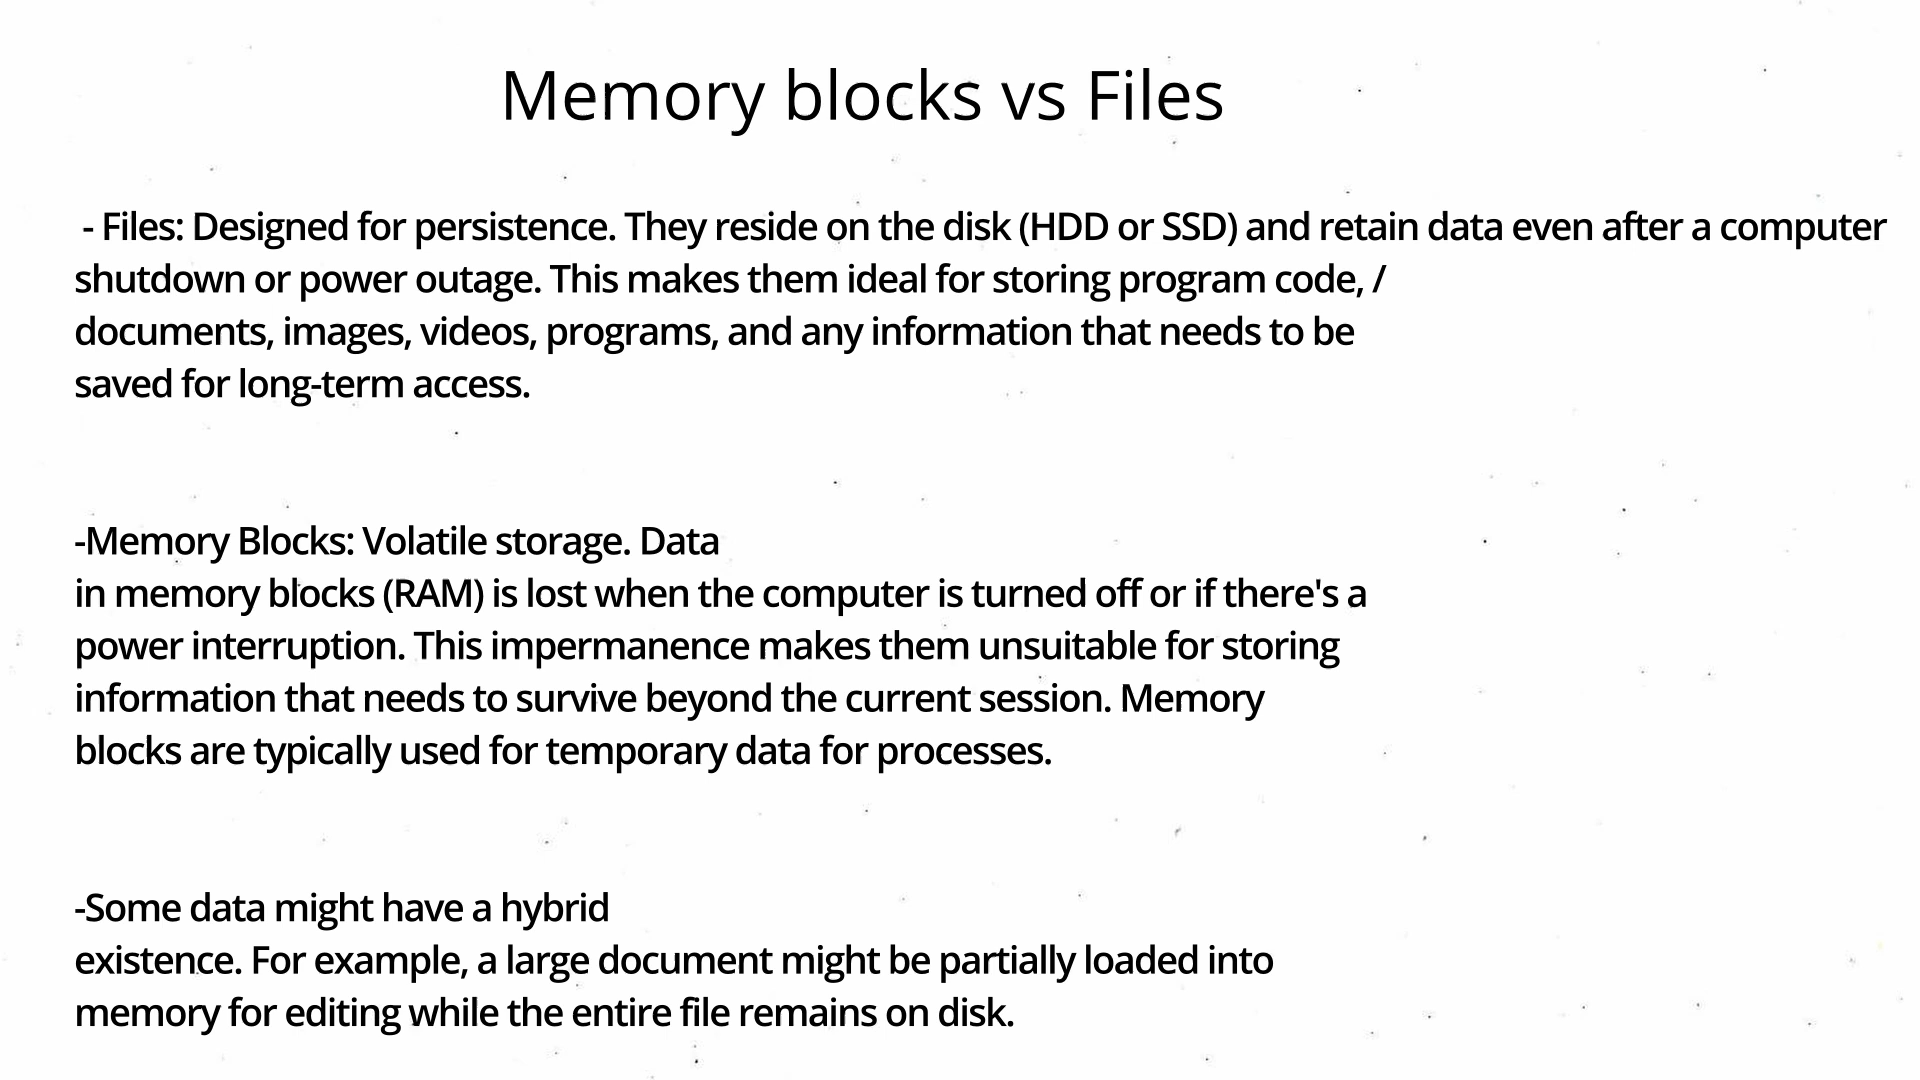 Memory blocks vs Files
- Files: Designed for persistence. They reside on the disk (HDD or SSD) and retain data even after a computer
shutdown or power outage. This makes them ideal for storing program code, /
documents, images, videos, programs, and any information that needs to be
saved for long-term access.
-Memory Blocks: Volatile storage. Data
in memory blocks (RAM) is lost when the computer is turned off or if there's a
power interruption. This impermanence makes them unsuitable for storing
information that needs to survive beyond the current session. Memory
blocks are typically used for temporary data for processes.
-Some data might have a hybrid
existence. For example, a large document might be partially loaded into
memory for editing while the entire file remains on disk.